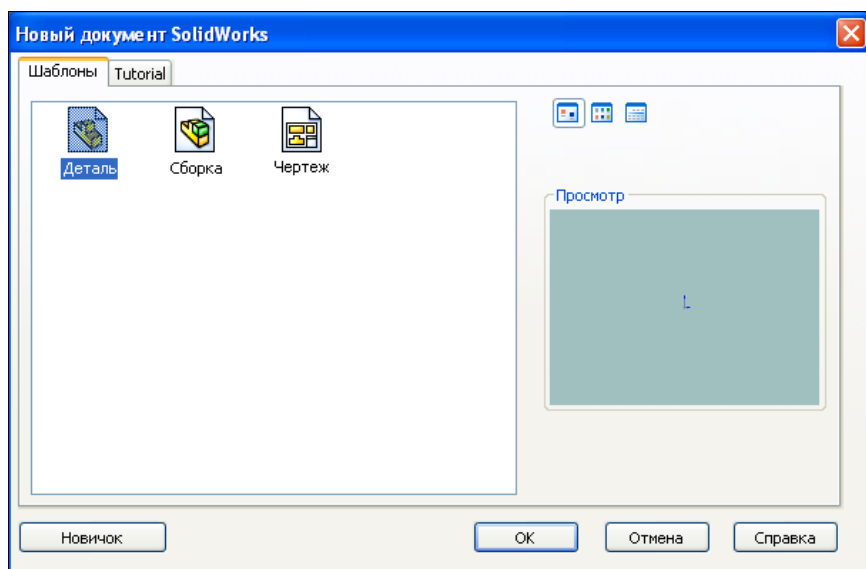 Новый документ SolidWorks
Шаблоны Tutorial
Деталь Сборка Чертеж
Просмотр
Новичок OK Отмена Справка